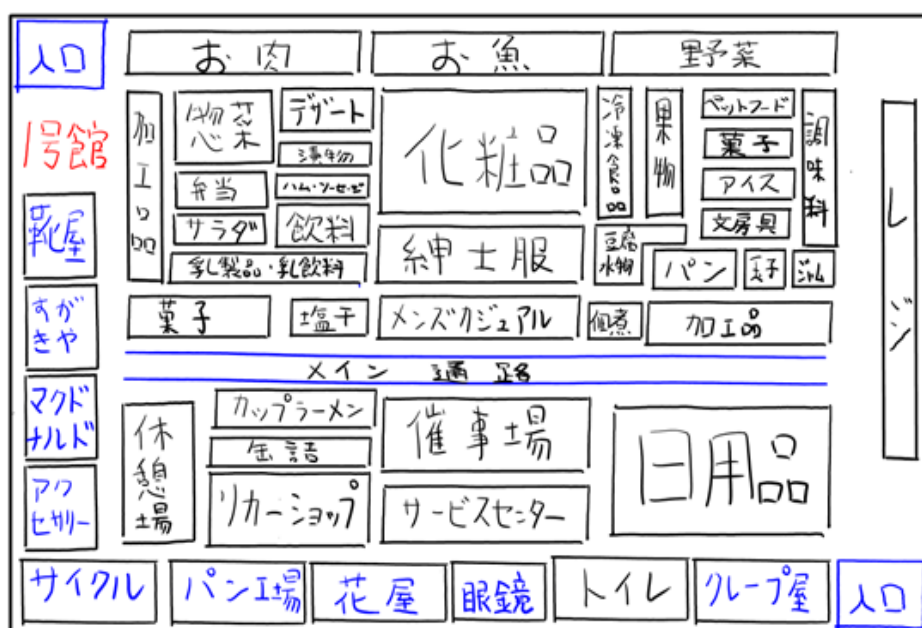 入口
お肉
お魚
野菜
1号館
加工品
惣菜
デザート
漬物
ハム・ソーセージ
弁当
サラダ
飲料
乳製品・乳飲料
化粧品
紳士服
冷凍食品
果物
ペットフード
菓子
アイス
文房具
調味料
豆腐
水物
パン
菓子
ジャム
レジ
靴屋
すが
きや
マクド
ナルド
アク
セサリー
菓子
塩干
メンズカジュアル
佃煮
加工品
メイン 通 路
休憩場
カップラーメン
缶詰
リカーショップ
催事場
サービスセンター
日用品
サイクル
パン工場
花屋
眼鏡
トイレ
クループ屋
入口